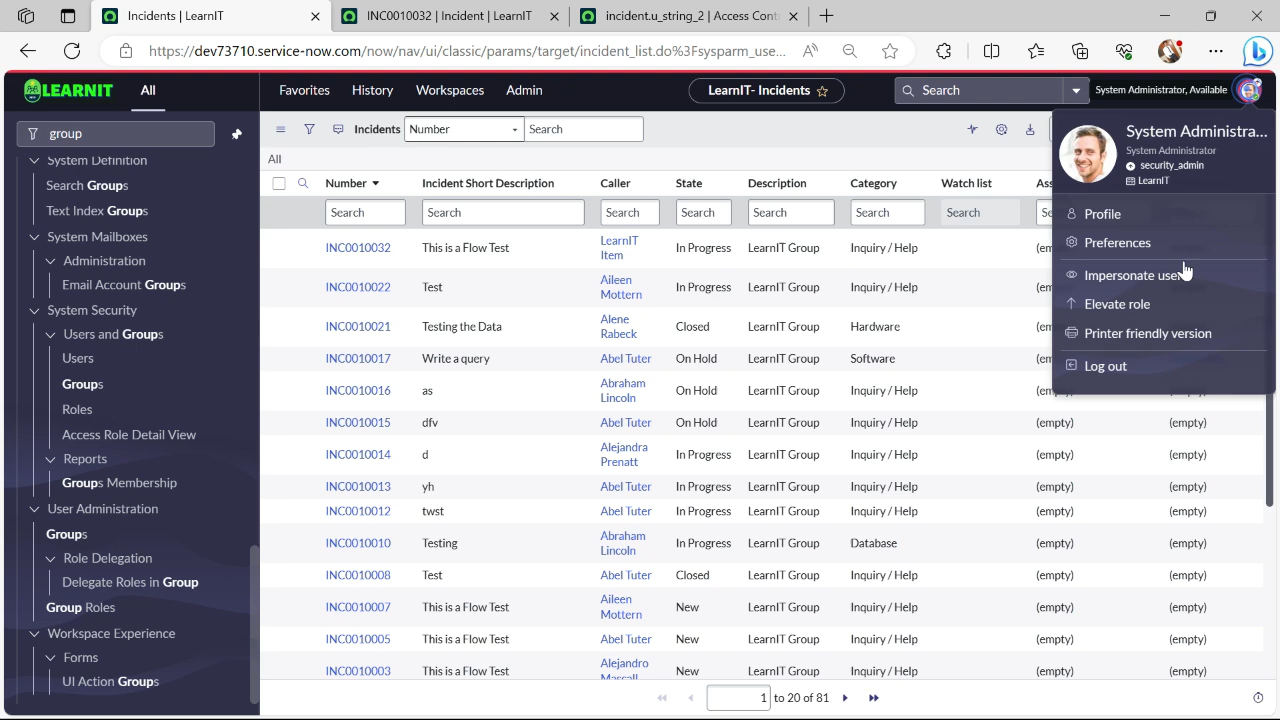 Incidents | LearnIT
INC0010032 | Incident | LearnIT
incident.u_string_2 | Access Cont
https://dev73710.service-now.com/now/nav/ui/classic/params/target/incident_list.do%3Fsysparm_use...
LEARNIT
All
Favorites
History
Workspaces
Admin
LearnIT- Incidents
Search
System Administrator, Available
group
System Definition
Search Groups
Text Index Groups
System Mailboxes
Administration
Email Account Groups
System Security
Users and Groups
Users
Groups
Roles
Access Role Detail View
Reports
Groups Membership
User Administration
Groups
Role Delegation
Delegate Roles in Group
Group Roles
Workspace Experience
Forms
UI Action Groups
Incidents Number Search
All
Number Incident Short Description Caller State Description Category Watch list Ass
Search Search Search Search Search Search Search Se
INC0010032 This is a Flow Test LearnIT Item In Progress LearnIT Group Inquiry / Help (em
INC0010022 Test Aileen Mottern In Progress LearnIT Group Inquiry / Help (em
INC0010021 Testing the Data Alene Rabeck Closed LearnIT Group Hardware (em
INC0010017 Write a query Abel Tuter On Hold LearnIT Group Software (em
INC0010016 as Abraham Lincoln On Hold LearnIT Group Inquiry / Help (em
INC0010015 dfv Abel Tuter On Hold LearnIT Group Inquiry / Help (empty) (empty)
INC0010014 d Alejandra Prenatt In Progress LearnIT Group Inquiry / Help (empty) (empty)
INC0010013 yh Abel Tuter In Progress LearnIT Group Inquiry / Help (empty) (empty)
INC0010012 twst Abel Tuter In Progress LearnIT Group Inquiry / Help (empty) (empty)
INC0010010 Testing Abraham Lincoln In Progress LearnIT Group Database (empty) (empty)
INC0010008 Test Abel Tuter Closed LearnIT Group Inquiry / Help (empty) (empty)
INC0010007 This is a Flow Test Aileen Mottern New LearnIT Group Inquiry / Help (empty) (empty)
INC0010005 This is a Flow Test Abel Tuter New LearnIT Group Inquiry / Help (empty) (empty)
INC0010003 This is a Flow Test Alejandro Mascall New LearnIT Group Inquiry / Help (empty) (empty)
1 to 20 of 81
System Administra...
System Administrator
security_admin
LearnIT
Profile
Preferences
Impersonate user
Elevate role
Printer friendly version
Log out